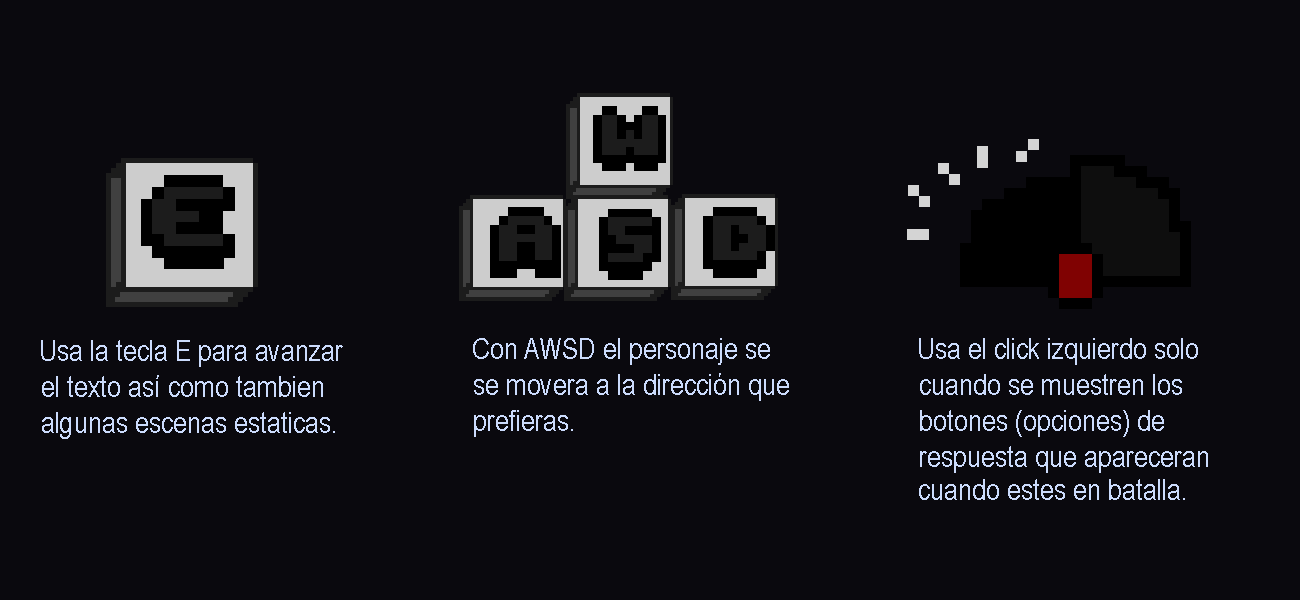 E
W
A S D
Usa la tecla E para avanzar
el texto así como tambien
algunas escenas estaticas.
Con AWSD el personaje se
se movera a la dirección que
prefieras.
Usa el click izquierdo solo
cuando se muestren los
botones (opciones) de
respuesta que apareceran
cuando estes en batalla.